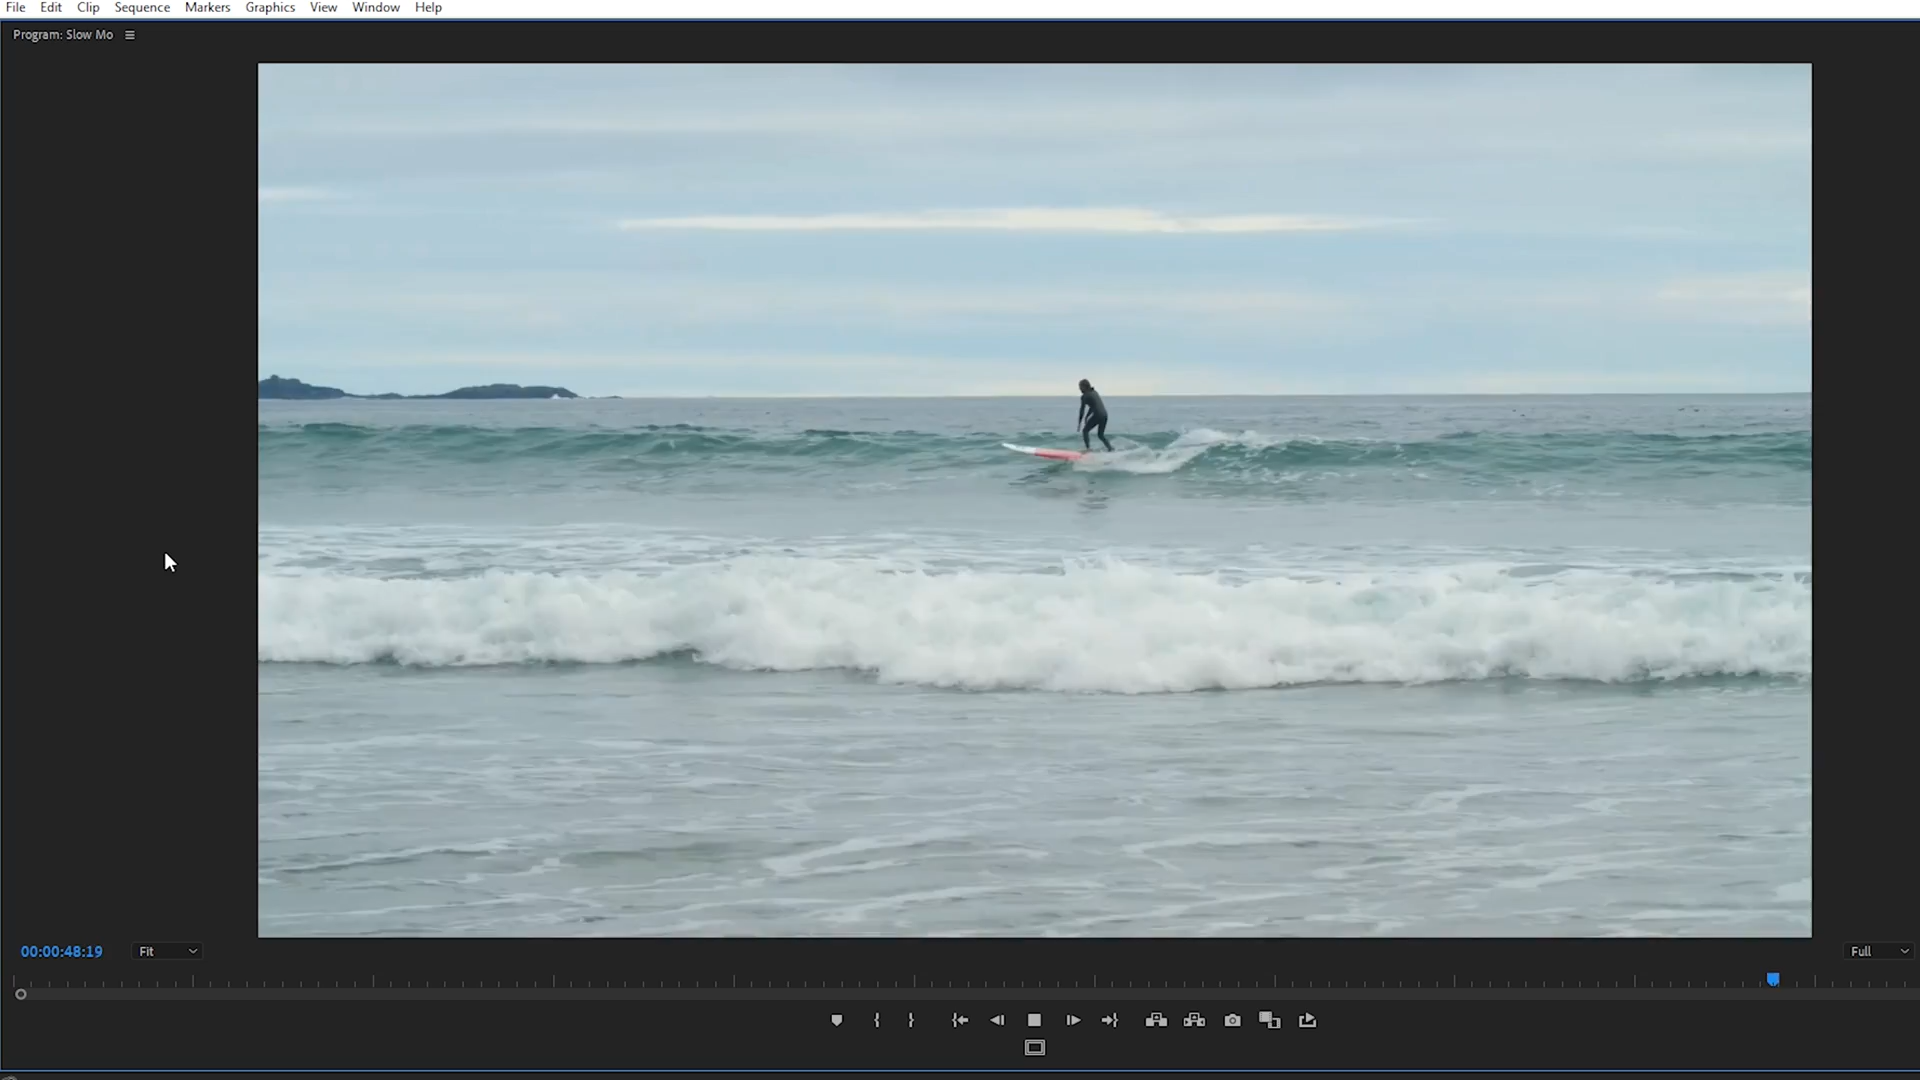 File Edit Clip Sequence Markers Graphics View Window Help
Program: Slow Mo
00:00:48:19 Fit Full